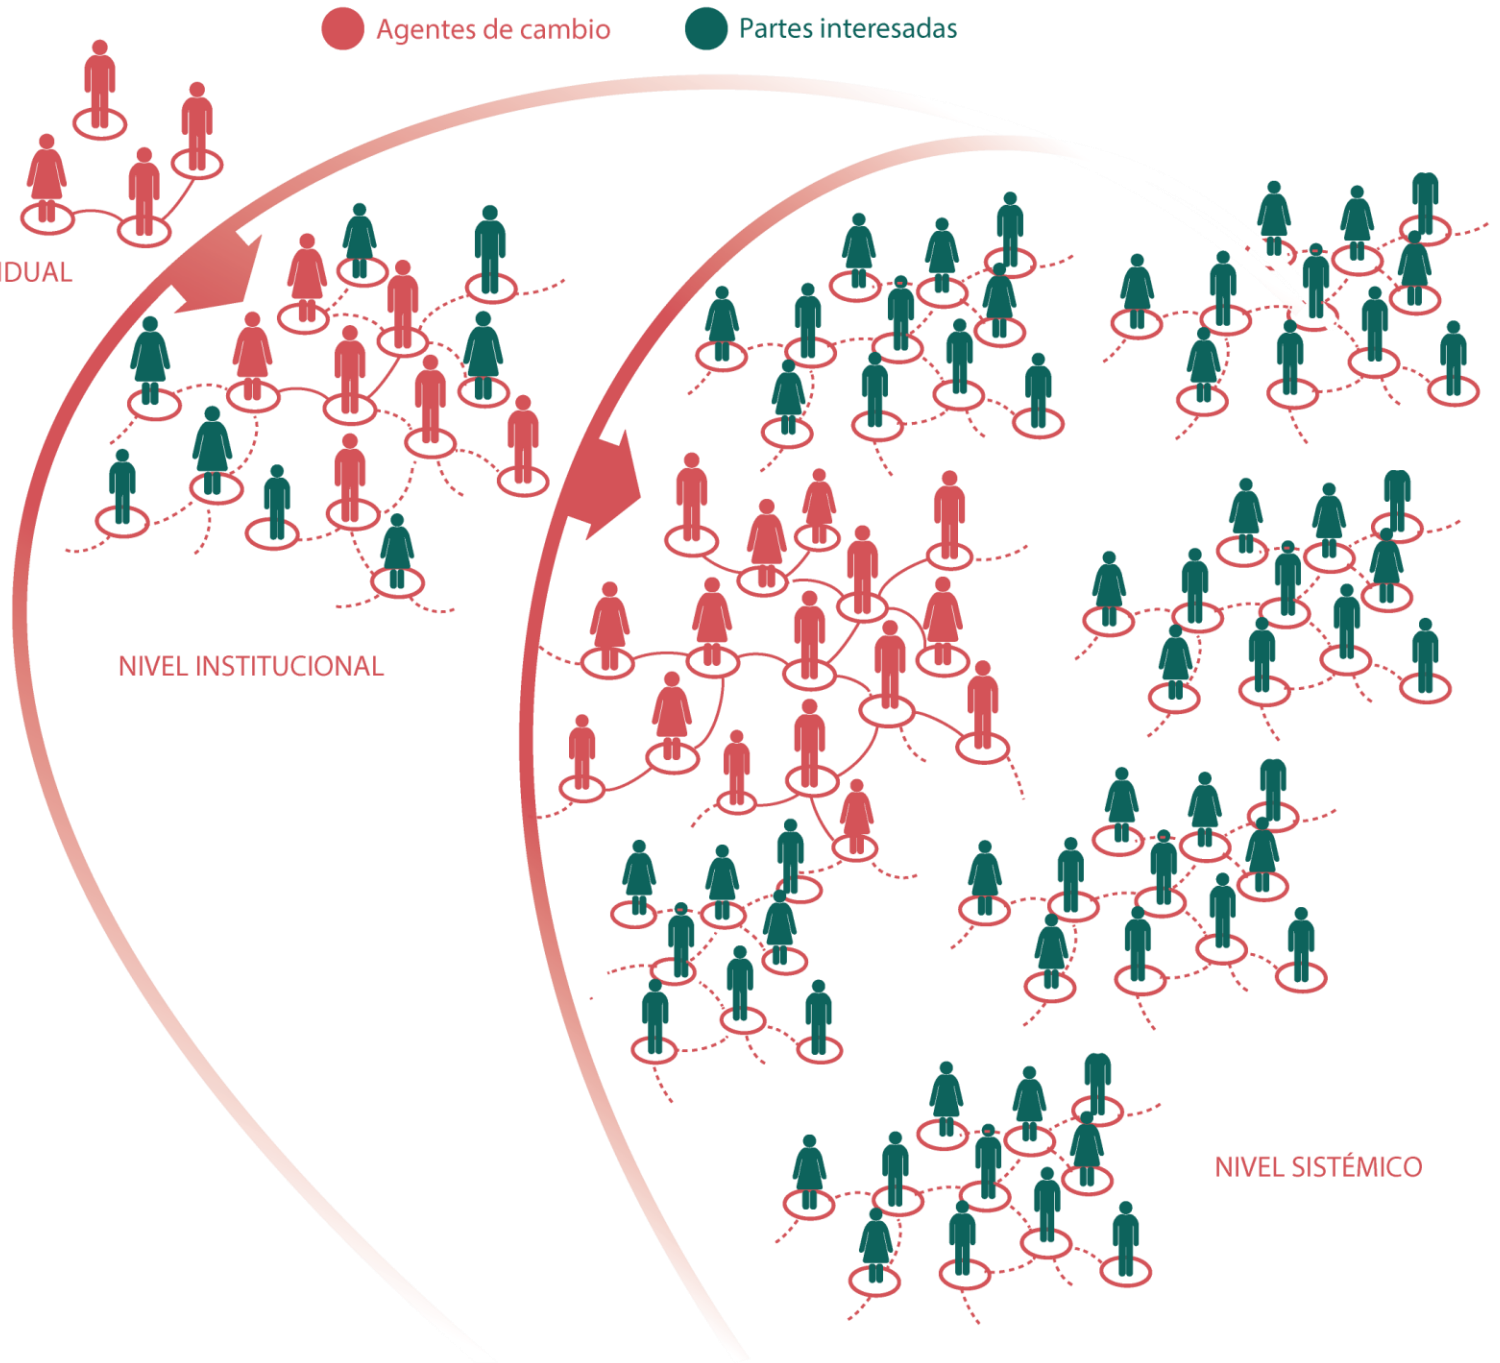 Agentes de cambio
Partes interesadas
IDUAL
NIVEL INSTITUCIONAL
NIVEL SISTÉMICO